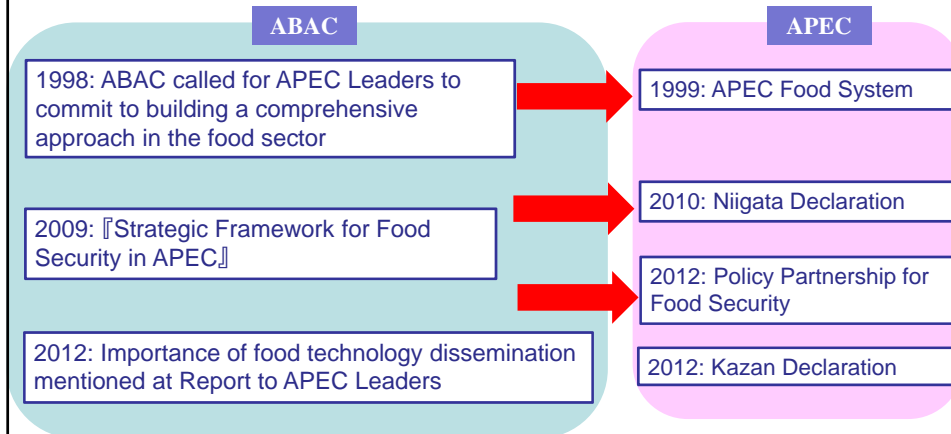 ABAC
1998: ABAC called for APEC Leaders to
commit to building a comprehensive
approach in the food sector
2009: 『Strategic Framework for Food
Security in APEC』
2012: Importance of food technology dissemination
mentioned at Report to APEC Leaders
APEC
1999: APEC Food System
2010: Niigata Declaration
2012: Policy Partnership for
Food Security
2012: Kazan Declaration